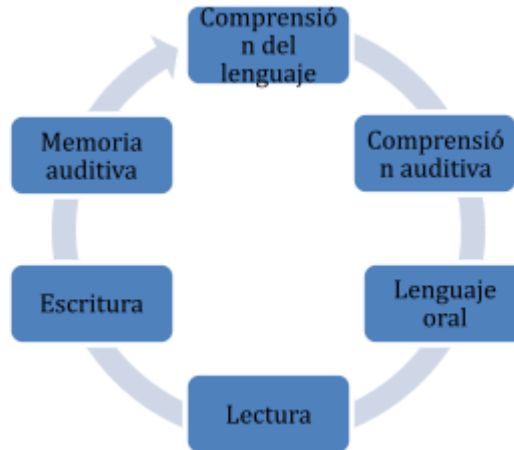 Comprensió
n del
lenguaje
Comprensió
n auditiva
Lenguaje
oral
Lectura
Escritura
Memoria
auditiva